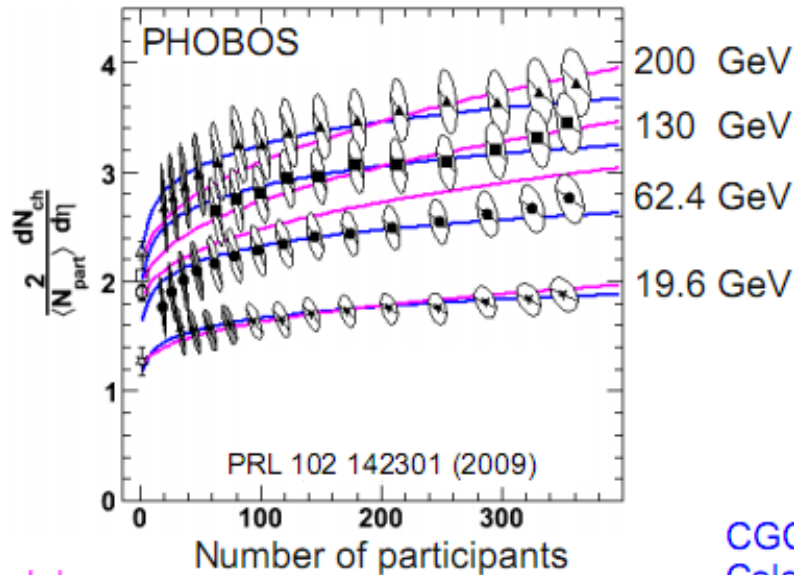 PHOBOS
4
3
2
1
0
2
⟨N_part⟩
dN_ch
dη
200 GeV
130 GeV
62.4 GeV
19.6 GeV
PRL 102 142301 (2009)
0 100 200 300
Number of participants
CGC